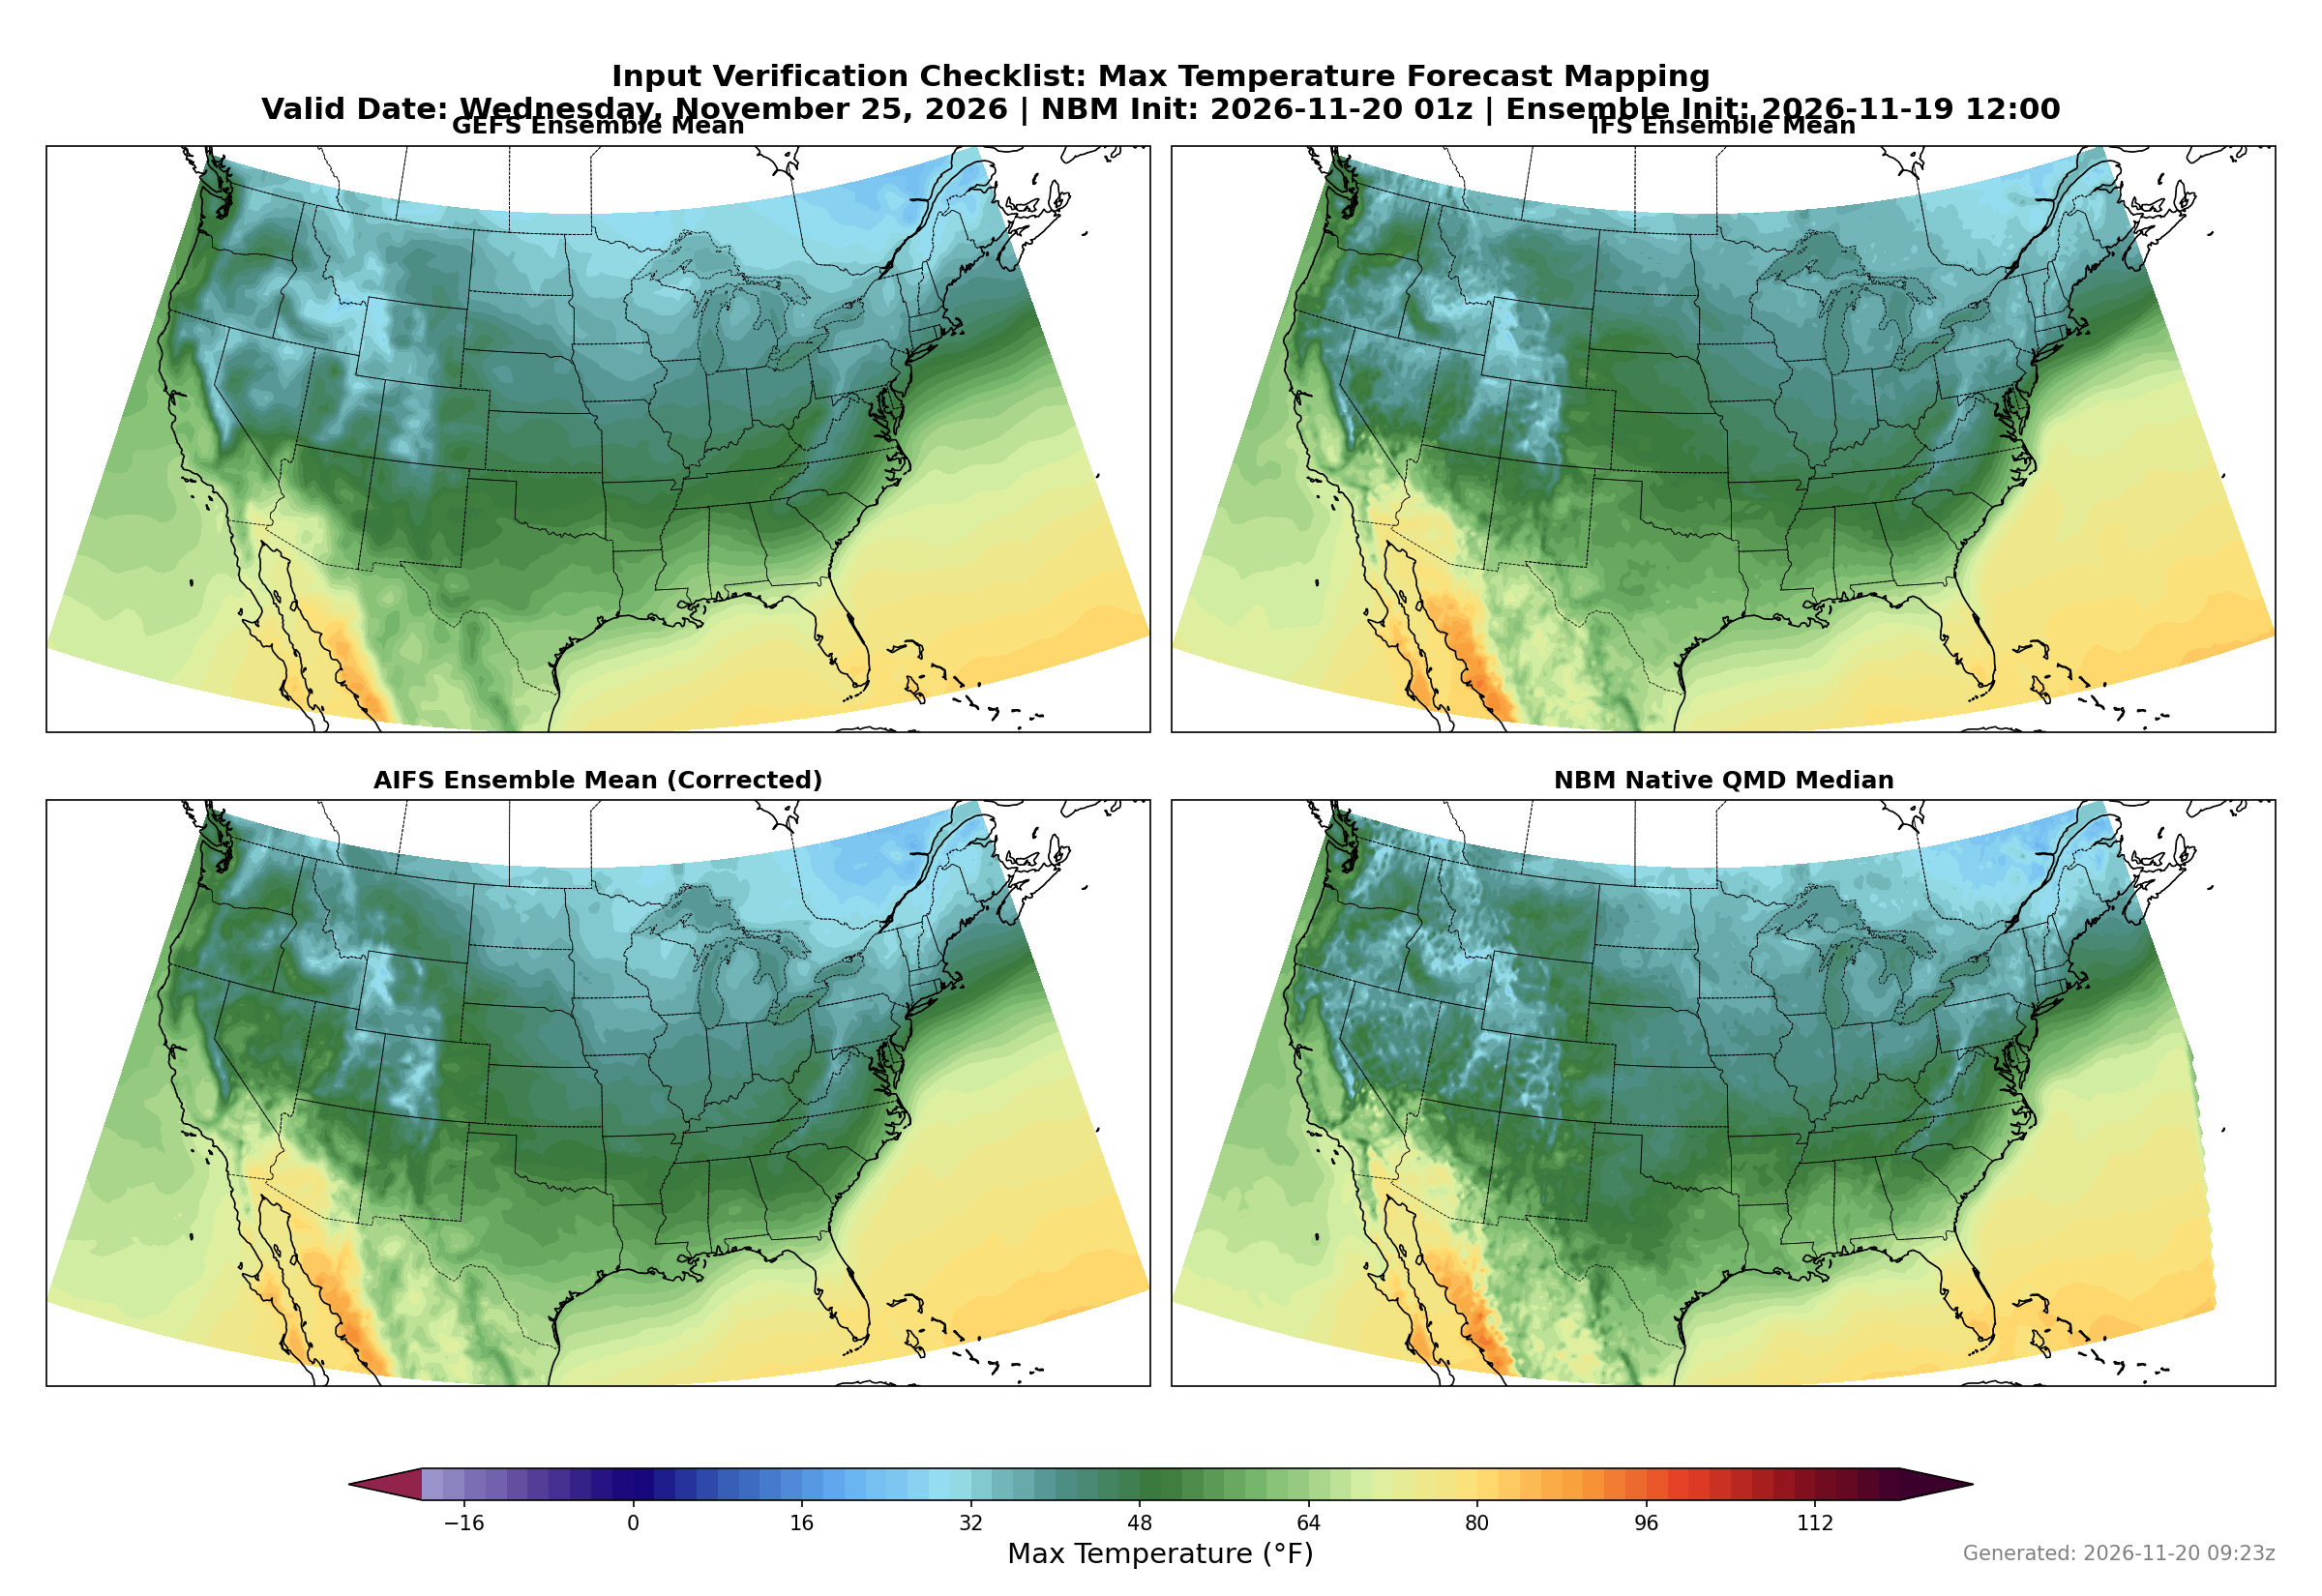 Input Verification Checklist: Max Temperature Forecast Mapping
Valid Date: Wednesday, November 25, 2026 | NBM Init: 2026-11-20 01z | Ensemble Init: 2026-11-19 12:00
GEFS Ensemble Mean
IFS Ensemble Mean
AIFS Ensemble Mean (Corrected)
NBM Native QMD Median
−16 0 16 32 48 64 80 96 112
Max Temperature (°F)
Generated: 2026-11-20 09:23z